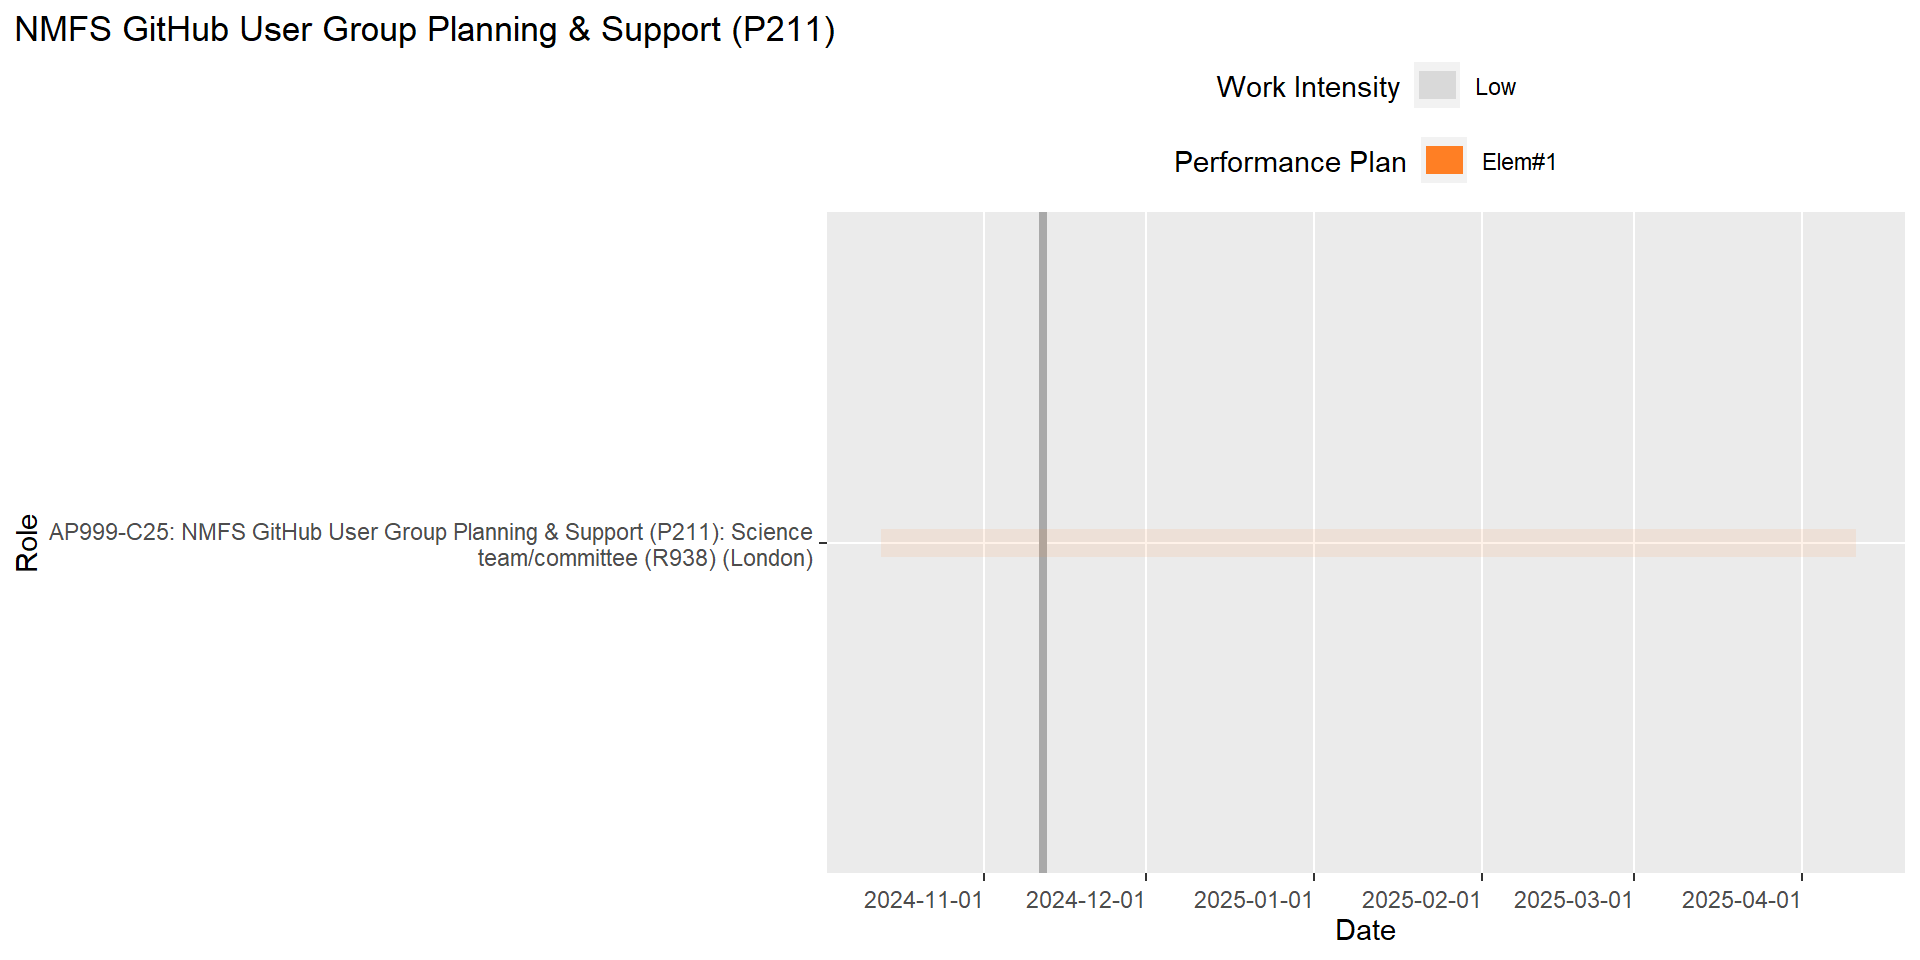 NMFS GitHub User Group Planning & Support (P211)
Work Intensity Low
Performance Plan Elem#1
Role
AP999-C25: NMFS GitHub User Group Planning & Support (P211): Science
team/committee (R938) (London)
2024-11-01 2024-12-01 2025-01-01 2025-02-01 2025-03-01 2025-04-01
Date